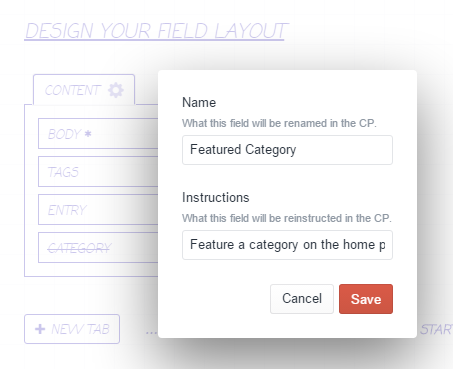 DESIGN YOUR FIELD LAYOUT
CONTENT
BODY *
TAGS
ENTRY
CATEGORY
+ NEW TAB
...
Name
What this field will be renamed in the CP.
Featured Category
Instructions
What this field will be reinstructed in the CP.
Feature a category on the home p
Cancel
Save
STAR